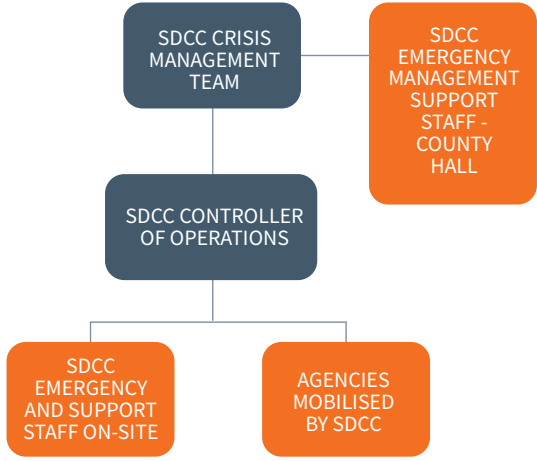 SDCC CRISIS
MANAGEMENT
TEAM
SDCC
EMERGENCY
MANAGEMENT
SUPPORT
STAFF -
COUNTY
HALL
SDCC CONTROLLER
OF OPERATIONS
SDCC
EMERGENCY
AND SUPPORT
STAFF ON-SITE
AGENCIES
MOBILISED
BY SDCC